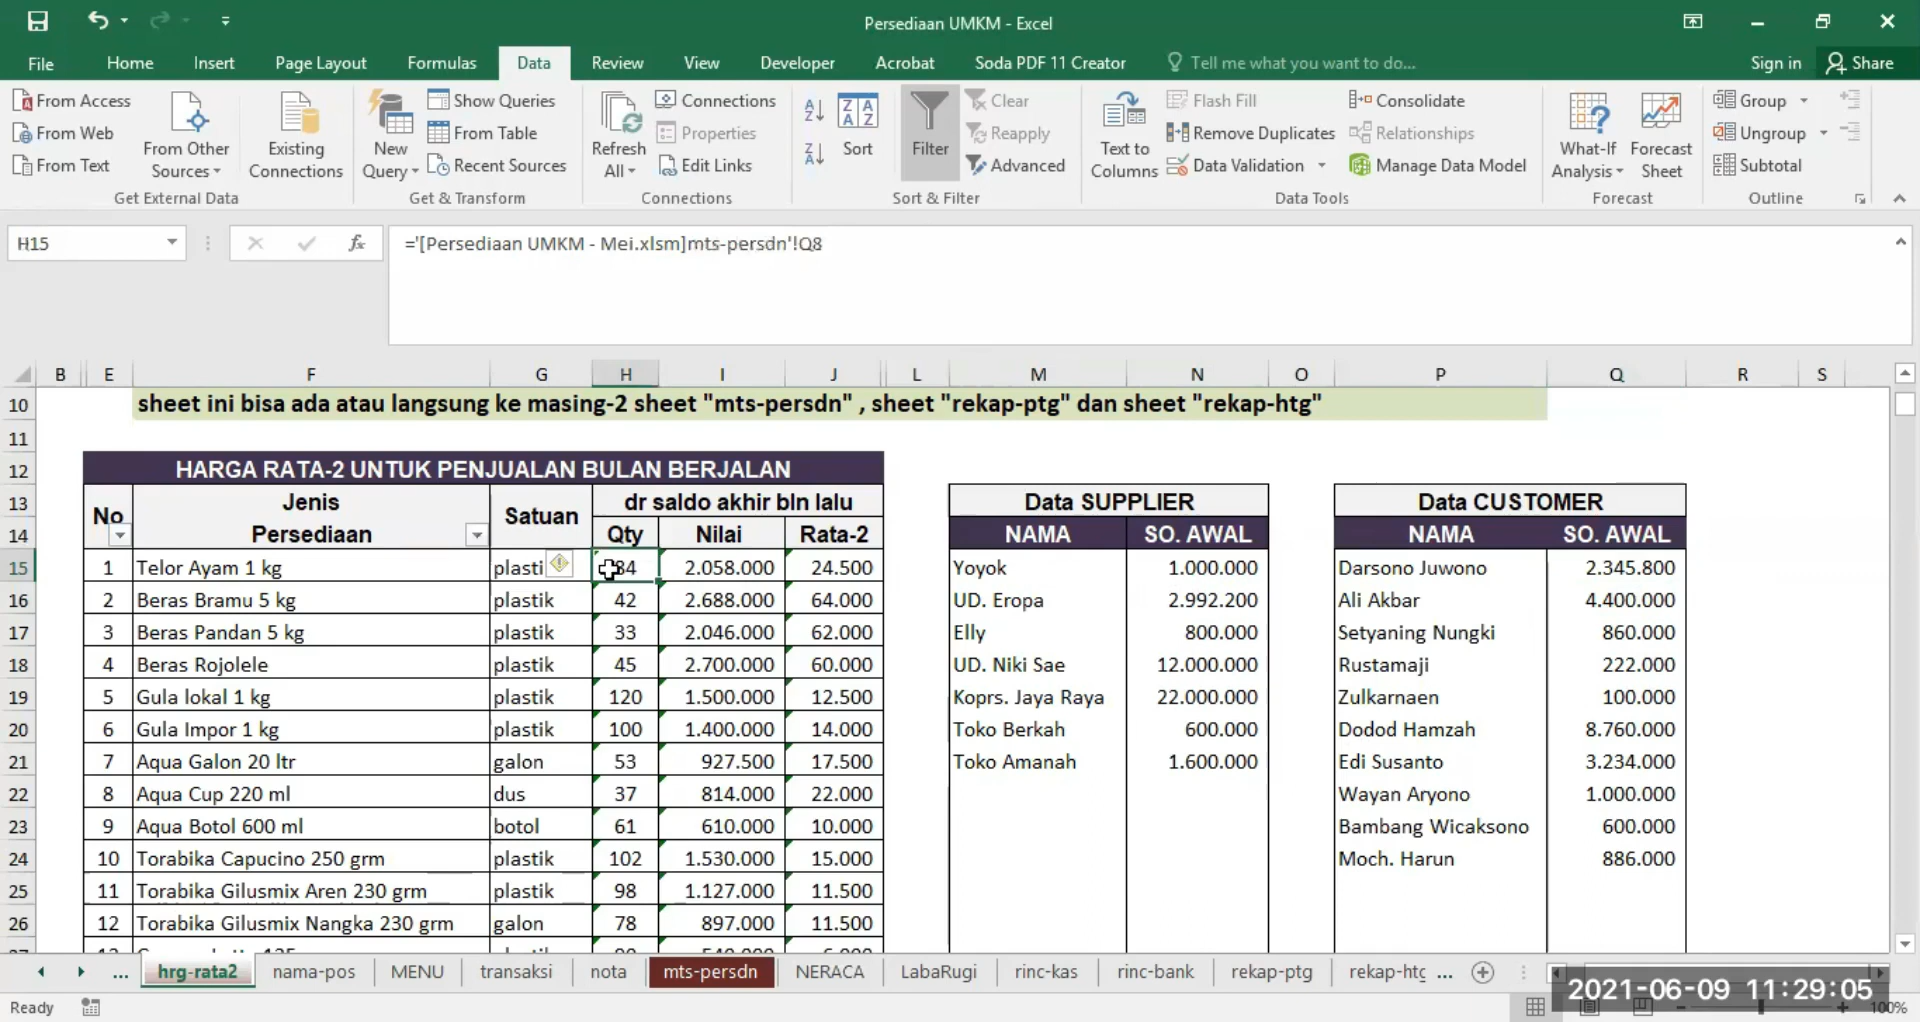 Persediaan UMKM - Excel
File Home Insert Page Layout Formulas Data Review View Developer Acrobat Soda PDF 11 Creator Tell me what you want to do... Sign in Share
From Access
From Web
From Text
From Other Sources
Existing Connections
Get External Data
New Query
Show Queries
From Table
Recent Sources
Get & Transform
Refresh All
Connections
Properties
Edit Links
Connections
Sort
Filter
Clear
Reapply
Advanced
Sort & Filter
Text to Columns
Flash Fill
Remove Duplicates
Data Validation
Consolidate
Relationships
Manage Data Model
Data Tools
What-If Analysis
Forecast Sheet
Forecast
Group
Ungroup
Subtotal
Outline
H15 fx ='[Persediaan UMKM - Mei.xlsm]mts-persdn'!Q8
B E F G H I J L M N O P Q R S
10 sheet ini bisa ada atau langsung ke masing-2 sheet "mts-persdn" , sheet "rekap-ptg" dan sheet "rekap-htg"
11
12 HARGA RATA-2 UNTUK PENJUALAN BULAN BERJALAN
13 No Jenis Satuan dr saldo akhir bln lalu Data SUPPLIER Data CUSTOMER
14 Persediaan Qty Nilai Rata-2 NAMA SO. AWAL NAMA SO. AWAL
15 1 Telor Ayam 1 kg plasti 84 2.058.000 24.500 Yoyok 1.000.000 Darsono Juwono 2.345.800
16 2 Beras Bramu 5 kg plastik 42 2.688.000 64.000 UD. Eropa 2.992.200 Ali Akbar 4.400.000
17 3 Beras Pandan 5 kg plastik 33 2.046.000 62.000 Elly 800.000 Setyaning Nungki 860.000
18 4 Beras Rojolele plastik 45 2.700.000 60.000 UD. Niki Sae 12.000.000 Rustamaji 222.000
19 5 Gula lokal 1 kg plastik 120 1.500.000 12.500 Koprs. Jaya Raya 22.000.000 Zulkarnaen 100.000
20 6 Gula Impor 1 kg plastik 100 1.400.000 14.000 Toko Berkah 600.000 Dodod Hamzah 8.760.000
21 7 Aqua Galon 20 ltr galon 53 927.500 17.500 Toko Amanah 1.600.000 Edi Susanto 3.234.000
22 8 Aqua Cup 220 ml dus 37 814.000 22.000 Wayan Aryono 1.000.000
23 9 Aqua Botol 600 ml botol 61 610.000 10.000 Bambang Wicaksono 600.000
24 10 Torabika Capucino 250 grm plastik 102 1.530.000 15.000 Moch. Harun 886.000
25 11 Torabika Gilusmix Aren 230 grm plastik 98 1.127.000 11.500
26 12 Torabika Gilusmix Nangka 230 grm galon 78 897.000 11.500
... hrg-rata2 nama-pos MENU transaksi nota mts-persdn NERACA LabaRugi rinc-kas rinc-bank rekap-ptg rekap-htg ...
Ready 100%
2021-06-09 11:29:05